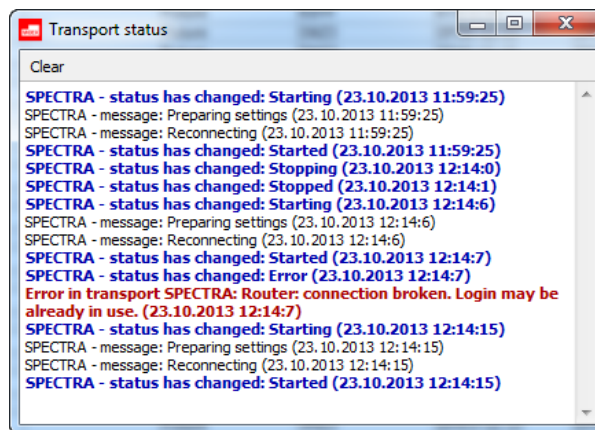 Transport status
Clear
SPECTRA - status has changed: Starting (23.10.2013 11:59:25)
SPECTRA - message: Preparing settings (23.10.2013 11:59:25)
SPECTRA - message: Reconnecting (23.10.2013 11:59:25)
SPECTRA - status has changed: Started (23.10.2013 11:59:25)
SPECTRA - status has changed: Stopping (23.10.2013 12:14:0)
SPECTRA - status has changed: Stopped (23.10.2013 12:14:1)
SPECTRA - status has changed: Starting (23.10.2013 12:14:6)
SPECTRA - message: Preparing settings (23.10.2013 12:14:6)
SPECTRA - message: Reconnecting (23.10.2013 12:14:6)
SPECTRA - status has changed: Started (23.10.2013 12:14:7)
SPECTRA - status has changed: Error (23.10.2013 12:14:7)
Error in transport SPECTRA: Router: connection broken. Login may be
already in use. (23.10.2013 12:14:7)
SPECTRA - status has changed: Starting (23.10.2013 12:14:15)
SPECTRA - message: Preparing settings (23.10.2013 12:14:15)
SPECTRA - message: Reconnecting (23.10.2013 12:14:15)
SPECTRA - status has changed: Started (23.10.2013 12:14:15)